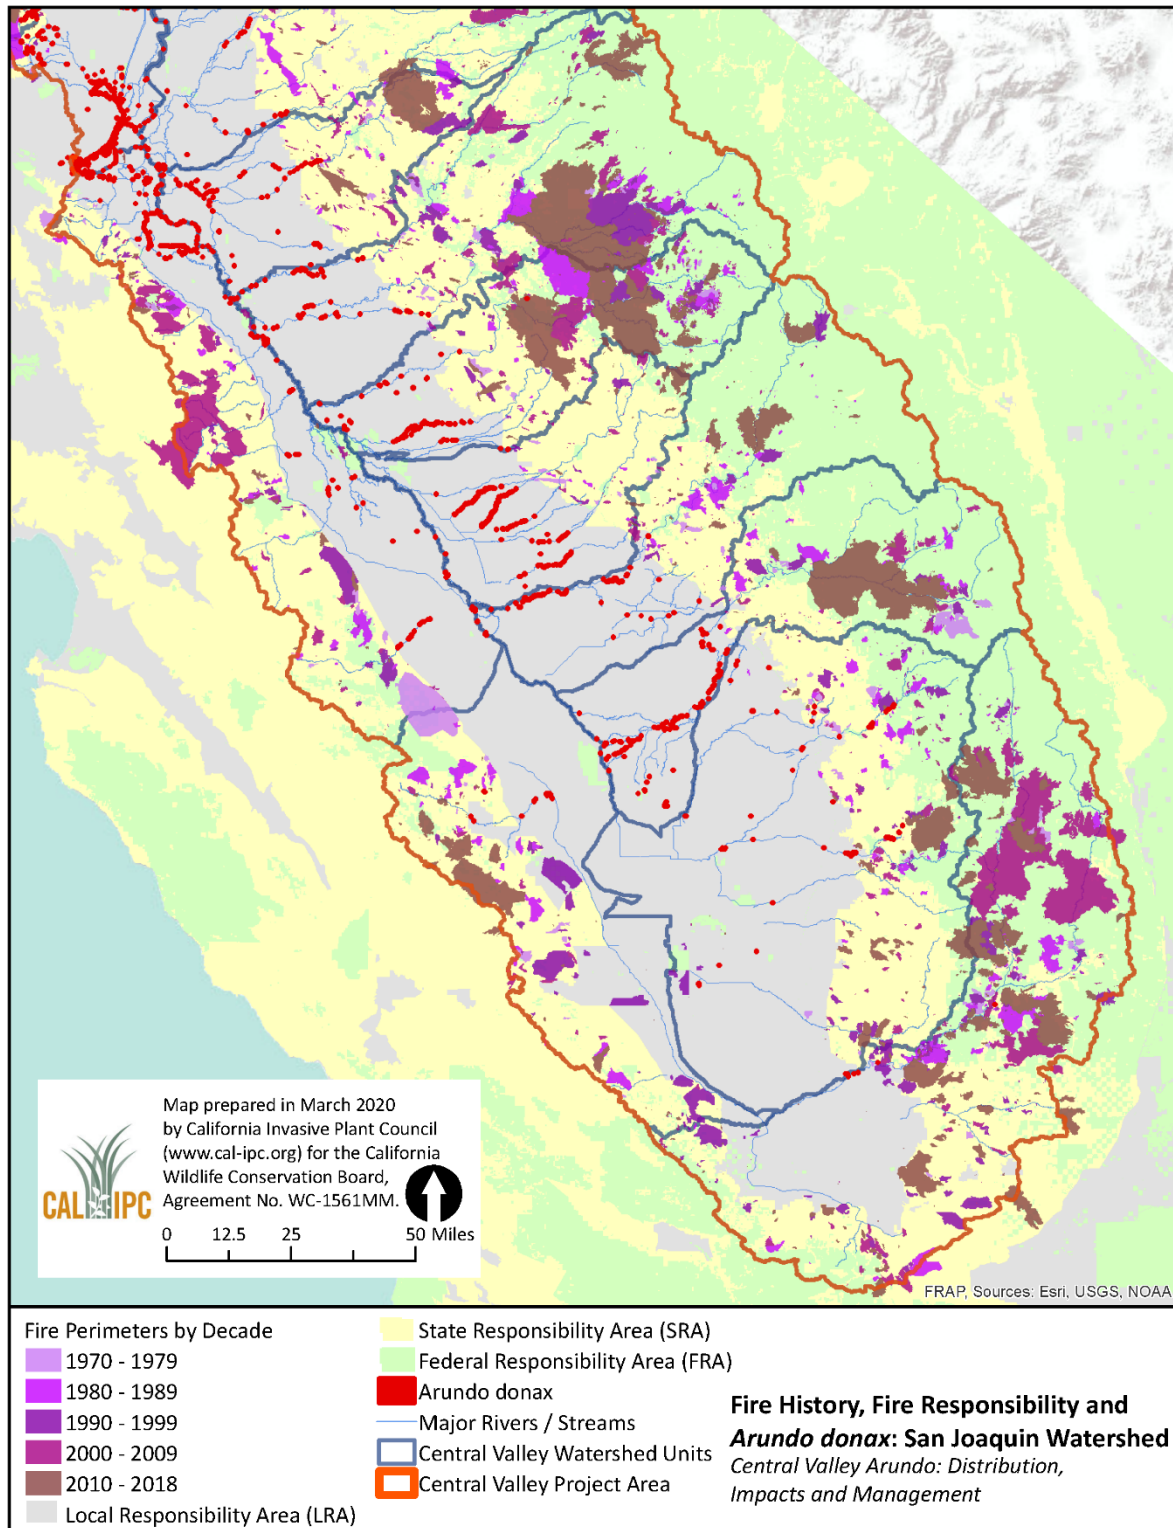 Map prepared in March 2020
by California Invasive Plant Council
(www.cal-ipc.org) for the California
Wildlife Conservation Board,
Agreement No. WC-1561MM.
CAL-IPC
0 12.5 25 50 Miles
FRAP, Sources: Esri, USGS, NOAA
Fire Perimeters by Decade
1970 - 1979
1980 - 1989
1990 - 1999
2000 - 2009
2010 - 2018
Local Responsibility Area (LRA)
State Responsibility Area (SRA)
Federal Responsibility Area (FRA)
Arundo donax
Major Rivers / Streams
Central Valley Watershed Units
Central Valley Project Area
Fire History, Fire Responsibility and
Arundo donax: San Joaquin Watershed
Central Valley Arundo: Distribution,
Impacts and Management